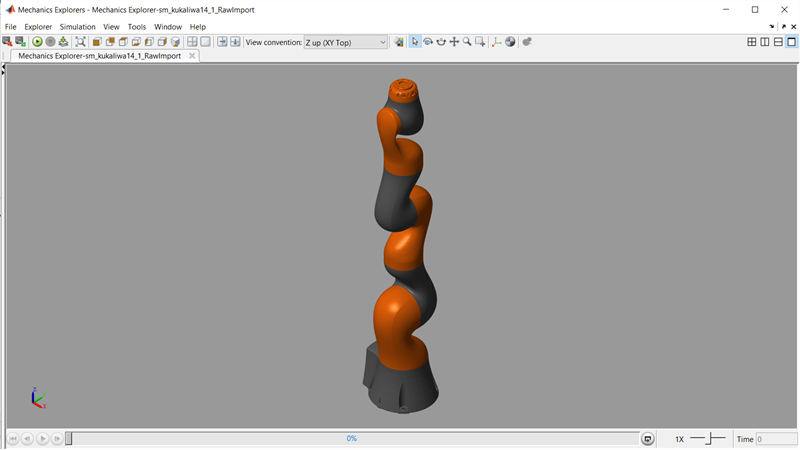 Mechanics Explorers - Mechanics Explorer-sm_kukaliwa14_1_RawImport
File Explorer Simulation View Tools Window Help
View convention: Z up (XY Top)
Mechanics Explorer-sm_kukaliwa14_1_RawImport
Z
Y
X
0%
1X
Time 0